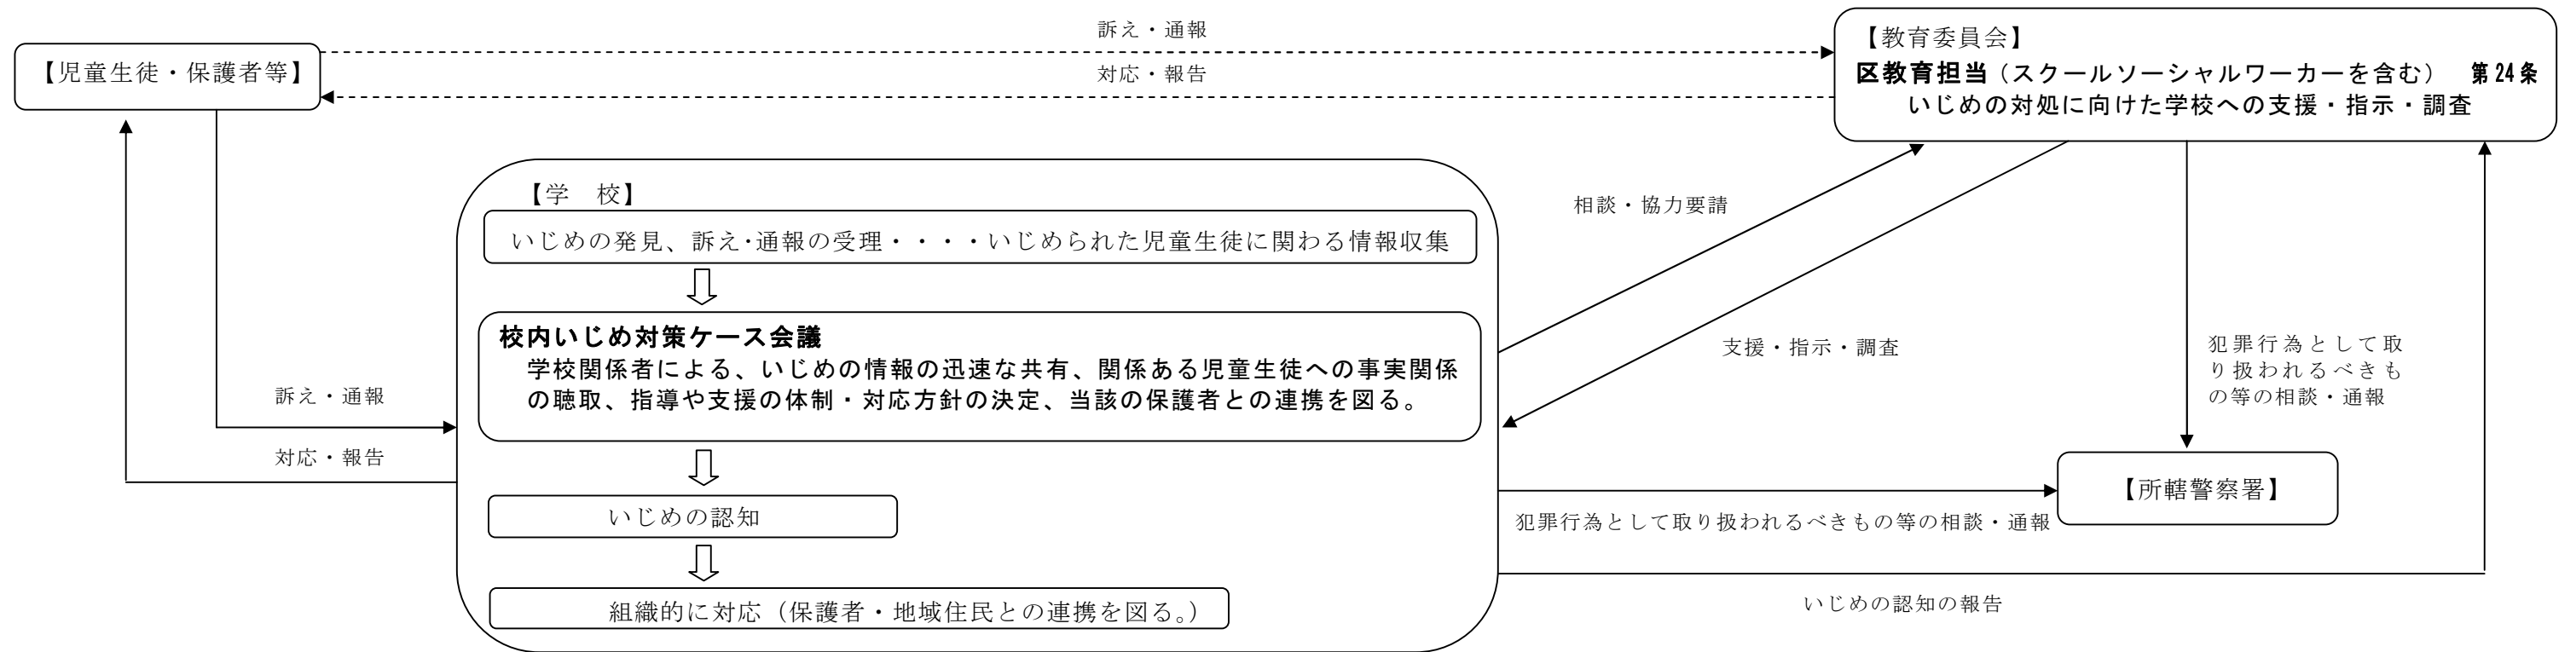 訴え・通報
対応・報告
【児童生徒・保護者等】
【教育委員会】
区教育担当（スクールソーシャルワーカーを含む）　第24条
いじめの対処に向けた学校への支援・指示・調査
【学　校】
いじめの発見、訴え・通報の受理・・・・いじめられた児童生徒に関わる情報収集
校内いじめ対策ケース会議
学校関係者による、いじめの情報の迅速な共有、関係ある児童生徒への事実関係
の聴取、指導や支援の体制・対応方針の決定、当該の保護者との連携を図る。
いじめの認知
組織的に対応（保護者・地域住民との連携を図る。）
訴え・通報
対応・報告
相談・協力要請
支援・指示・調査
犯罪行為として取
り扱われるべきも
の等の相談・通報
【所轄警察署】
犯罪行為として取り扱われるべきもの等の相談・通報
いじめの認知の報告